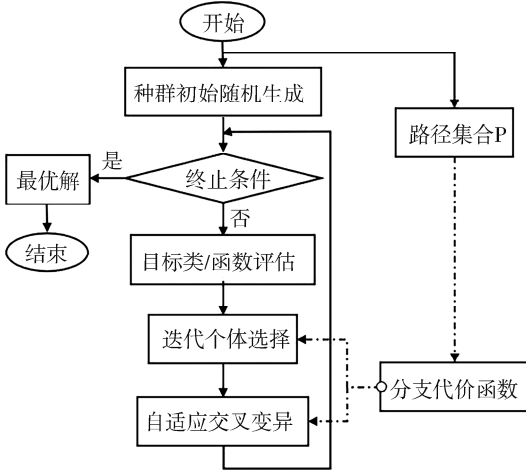 开始
种群初始随机生成
路径集合P
是
终止条件
最优解
否
结束
目标类/函数评估
迭代个体选择
分支代价函数
自适应交叉变异